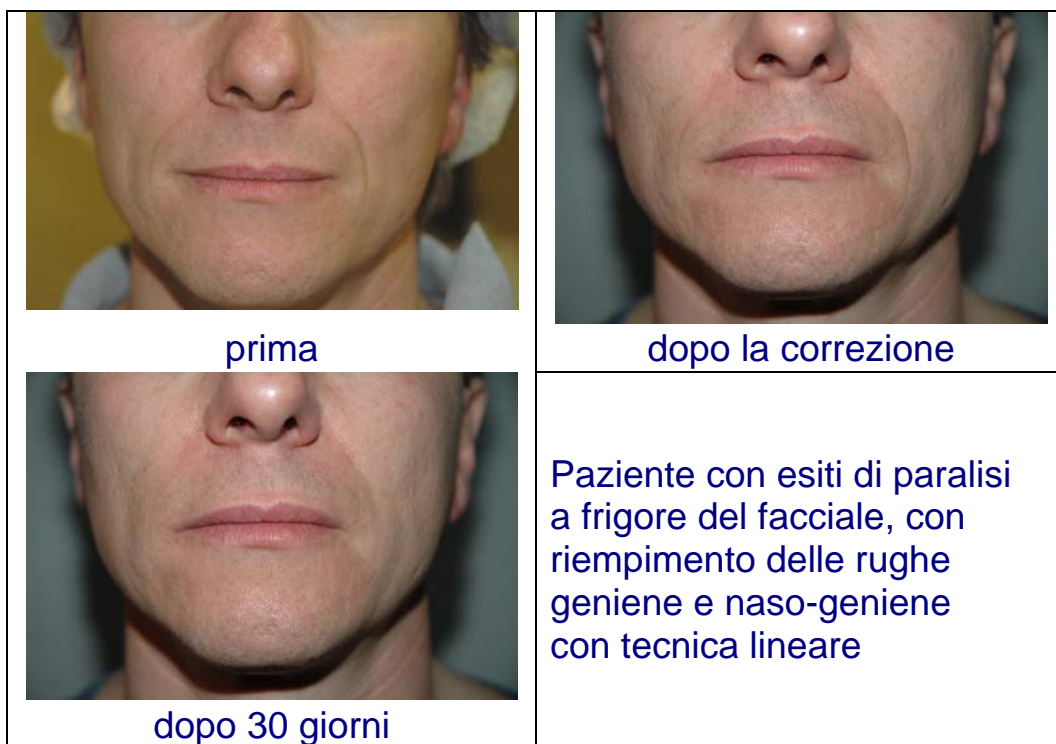 prima
dopo la correzione
Paziente con esiti di paralisi
a frigore del facciale, con
riempimento delle rughe
geniene e naso-geniene
con tecnica lineare
dopo 30 giorni